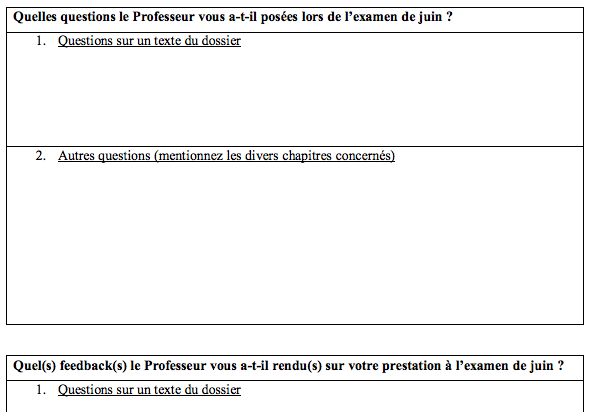 Quelles questions le Professeur vous a-t-il posées lors de l'examen de juin ?
1. Questions sur un texte du dossier
2. Autres questions (mentionnez les divers chapitres concernés)
Quel(s) feedback(s) le Professeur vous a-t-il rendu(s) sur votre prestation à l'examen de juin ?
1. Questions sur un texte du dossier